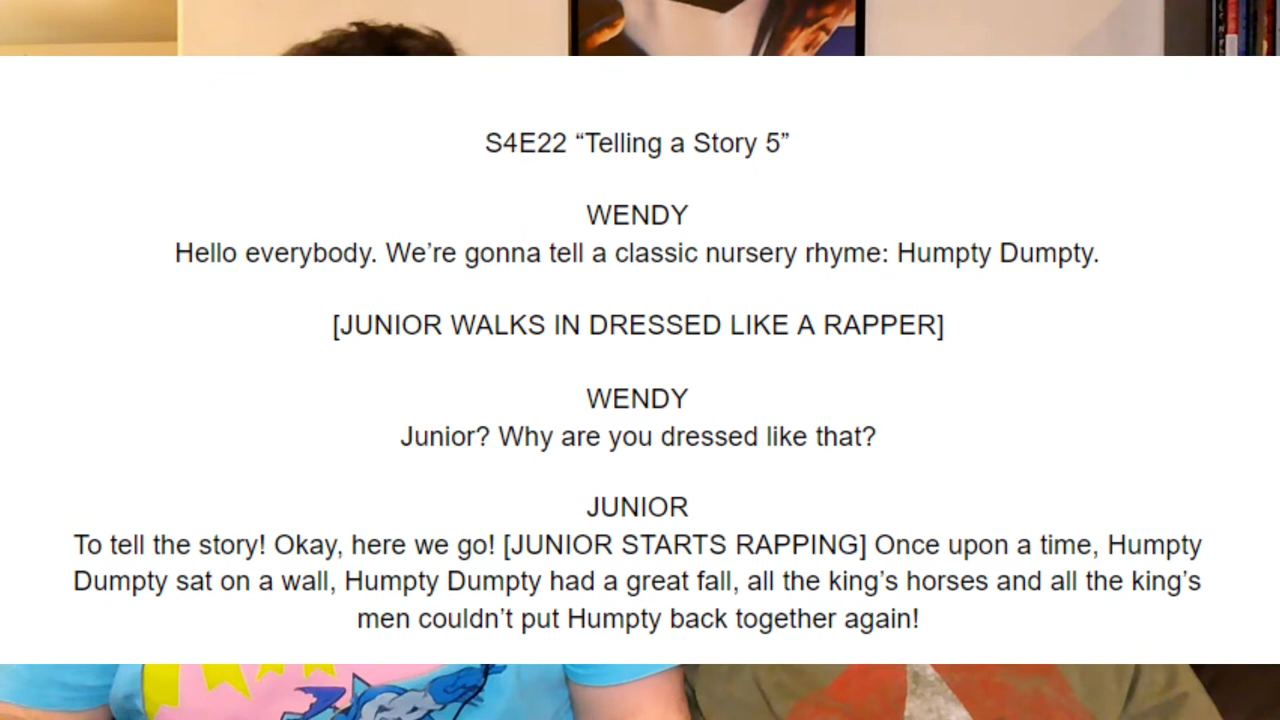 S4E22 “Telling a Story 5”
WENDY
Hello everybody. We’re gonna tell a classic nursery rhyme: Humpty Dumpty.
[JUNIOR WALKS IN DRESSED LIKE A RAPPER]
WENDY
Junior? Why are you dressed like that?
JUNIOR
To tell the story! Okay, here we go! [JUNIOR STARTS RAPPING] Once upon a time, Humpty
Dumpty sat on a wall, Humpty Dumpty had a great fall, all the king’s horses and all the king’s
men couldn’t put Humpty back together again!